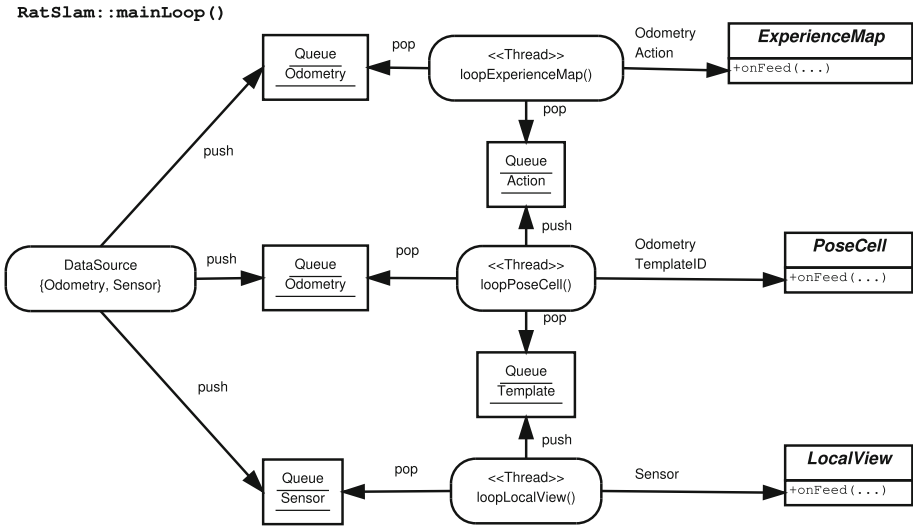 RatSlam::mainLoop()
Queue
Odometry
pop
<<Thread>>
loopExperienceMap()
Odometry
Action
ExperienceMap
+onFeed(...)
pop
push
Queue
Action
push
DataSource
{Odometry, Sensor}
push
Queue
Odometry
pop
<<Thread>>
loopPoseCell()
Odometry
TemplateID
PoseCell
+onFeed(...)
pop
Queue
Template
push
push
Queue
Sensor
pop
<<Thread>>
loopLocalView()
Sensor
LocalView
+onFeed(...)